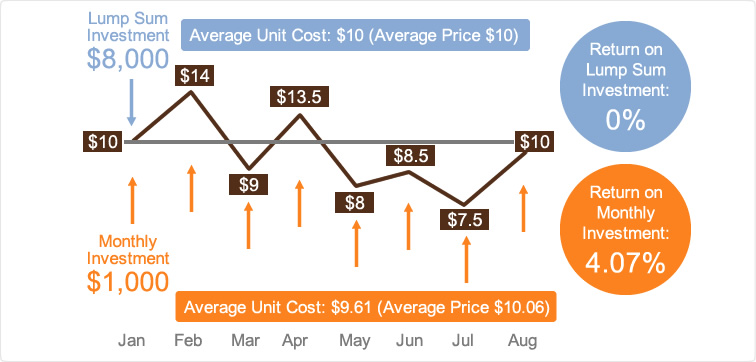 Lump Sum
Investment
$8,000
Average Unit Cost: $10 (Average Price $10)
Return on
Lump Sum
Investment:
0%
$10
$14
$9
$13.5
$8
$8.5
$7.5
$10
Monthly
Investment
$1,000
Return on
Monthly
Investment:
4.07%
Average Unit Cost: $9.61 (Average Price $10.06)
Jan Feb Mar Apr May Jun Jul Aug